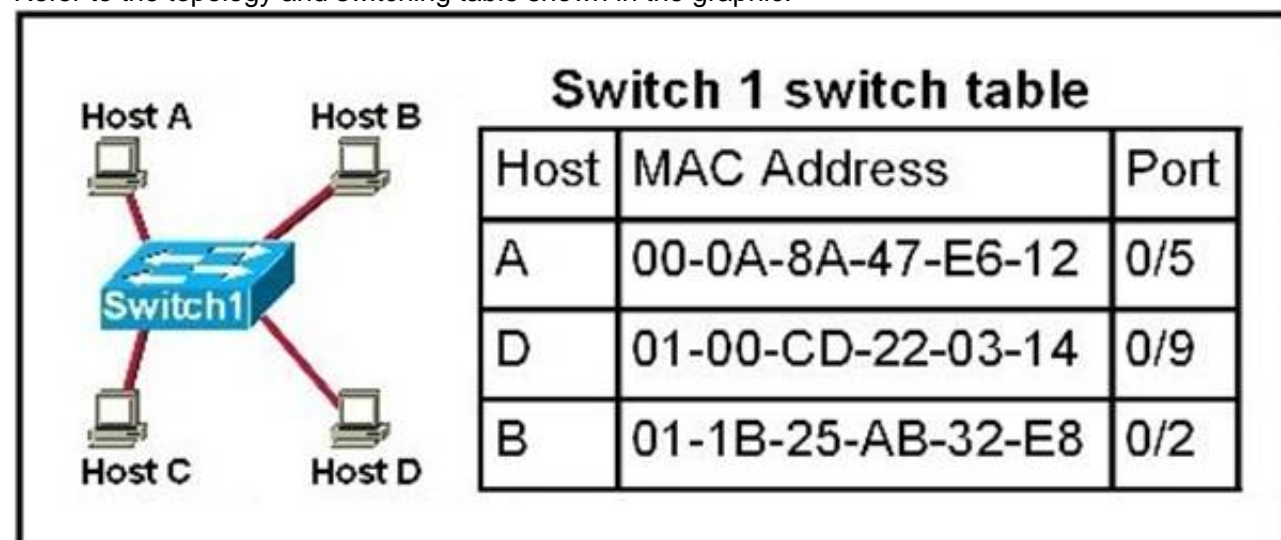 Refer to the topology and switching table shown in the graphic.
Switch 1 switch table
Host A Host B
Host MAC Address Port
A 00-0A-8A-47-E6-12 0/5
Switch1
D 01-00-CD-22-03-14 0/9
B 01-1B-25-AB-32-E8 0/2
Host C Host D